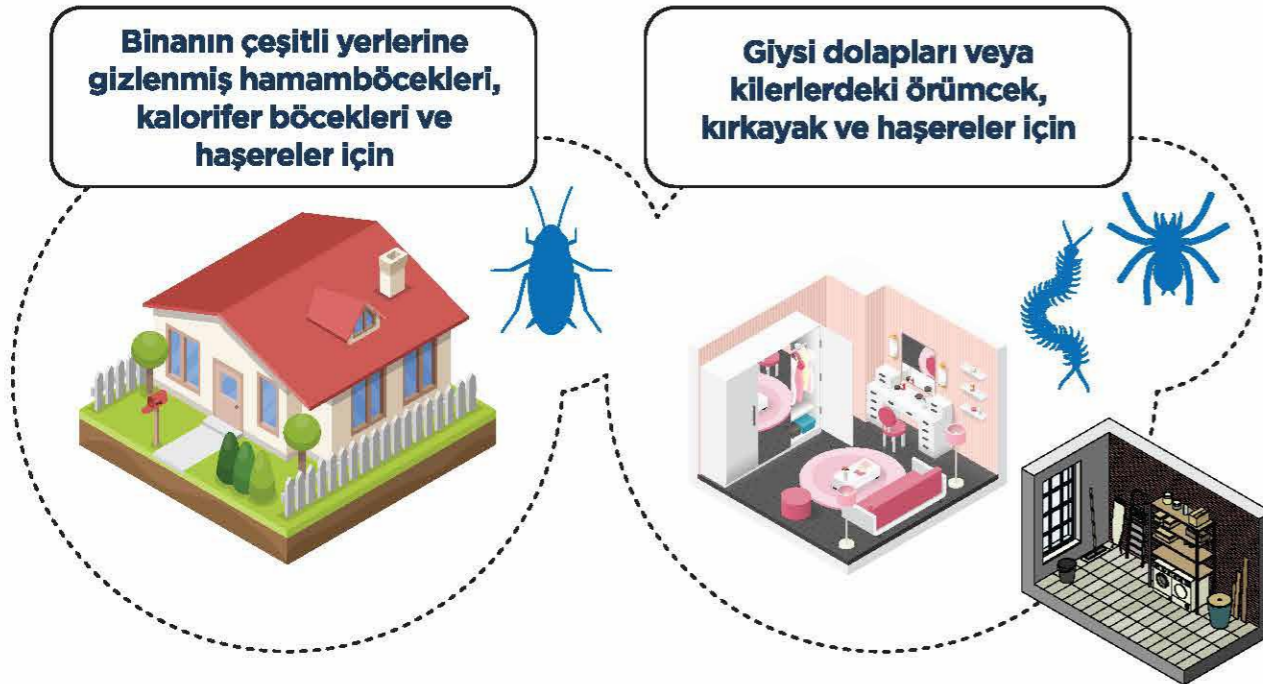 Binanın çeşitli yerlerine
gizlenmiş hamamböcekleri,
kalorifer böcekleri ve
haşereler için
Giysi dolapları veya
kilerlerdeki örümcek,
kırkayak ve haşereler için